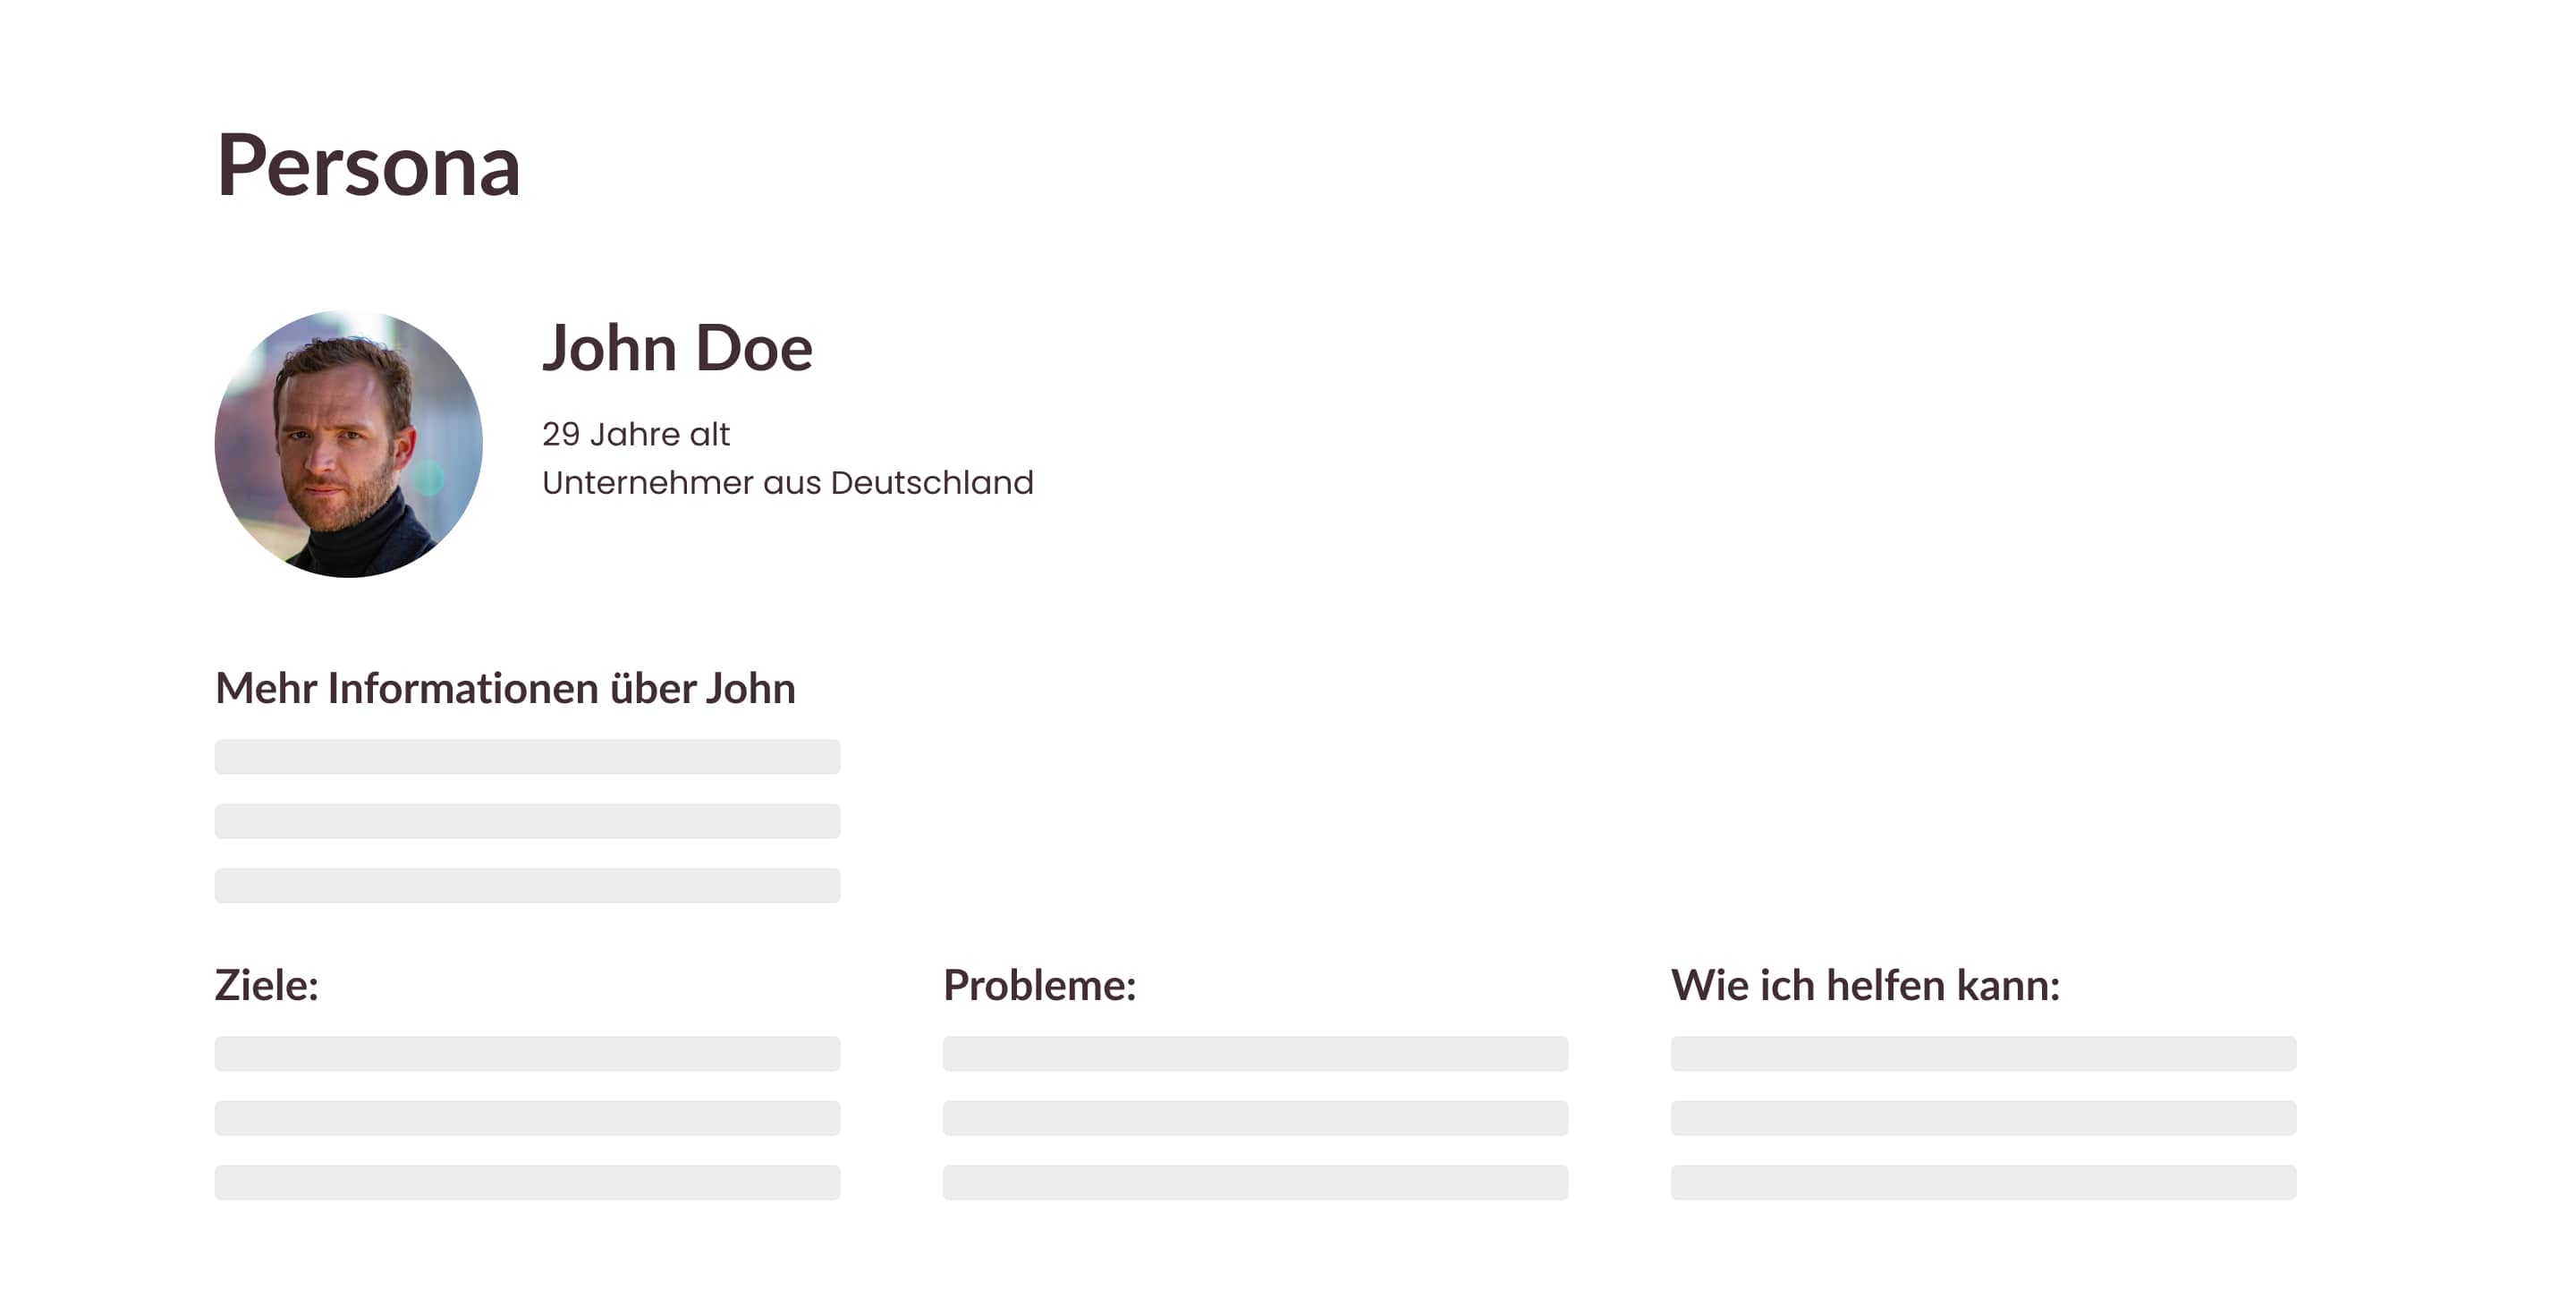 Persona
John Doe
29 Jahre alt
Unternehmer aus Deutschland
Mehr Informationen über John
Ziele:
Probleme:
Wie ich helfen kann: